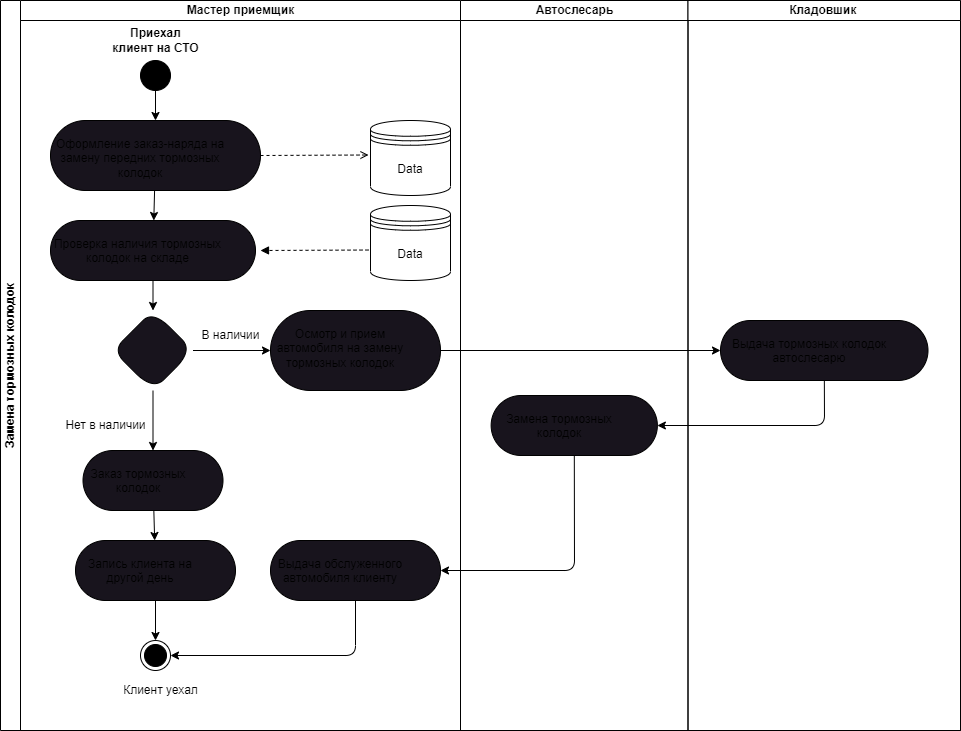 Мастер приемщик
Автослесарь
Кладовшик
Замена тормозных колодок
Приехал
клиент на СТО
Оформление заказ-наряда на
замену передних тормозных
колодок
Data
Проверка наличия тормозных
колодок на складе
Data
В наличии
Осмотр и прием
автомобиля на замену
тормозных колодок
Выдача тормозных колодок
автослесарю
Нет в наличии
Замена тормозных
колодок
Заказ тормозных
колодок
Запись клиента на
другой день
Выдача обслуженного
автомобиля клиенту
Клиент уехал